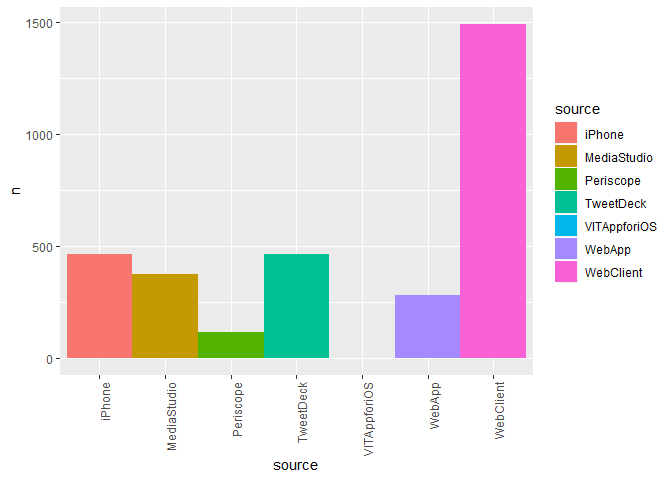 1500
1000
500
0
n
iPhone
MediaStudio
Periscope
TweetDeck
VITAppforiOS
WebApp
WebClient
source
source
iPhone
MediaStudio
Periscope
TweetDeck
VITAppforiOS
WebApp
WebClient